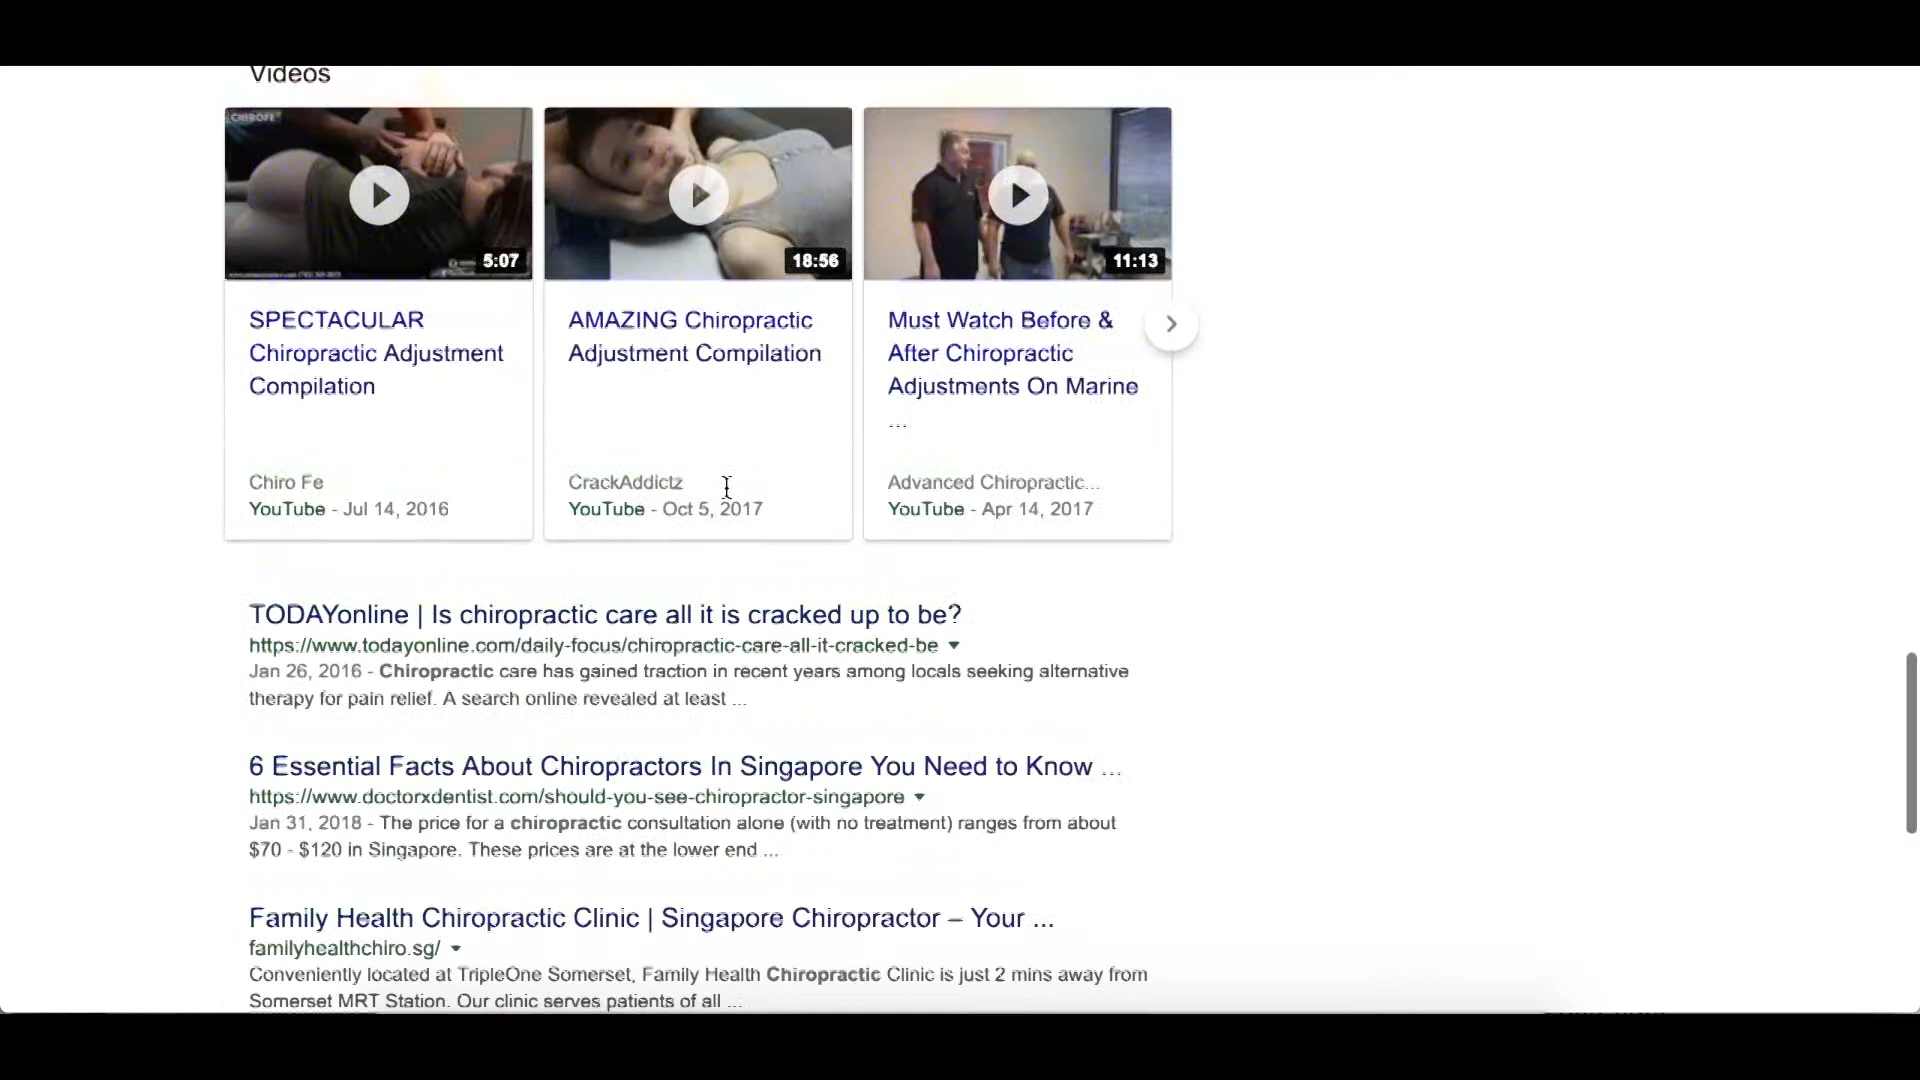 Videos
CHIROFE
5:07
18:56
11:13
SPECTACULAR
Chiropractic Adjustment
Compilation
AMAZING Chiropractic
Adjustment Compilation
Must Watch Before &
After Chiropractic
Adjustments On Marine
...
Chiro Fe
YouTube - Jul 14, 2016
CrackAddictz
YouTube - Oct 5, 2017
Advanced Chiropractic...
YouTube - Apr 14, 2017
TODAYonline | Is chiropractic care all it is cracked up to be?
https://www.todayonline.com/daily-focus/chiropractic-care-all-it-cracked-be
Jan 26, 2016 - Chiropractic care has gained traction in recent years among locals seeking alternative
therapy for pain relief. A search online revealed at least ...
6 Essential Facts About Chiropractors In Singapore You Need to Know ...
https://www.doctorxdentist.com/should-you-see-chiropractor-singapore
Jan 31, 2018 - The price for a chiropractic consultation alone (with no treatment) ranges from about
$70 - $120 in Singapore. These prices are at the lower end ...
Family Health Chiropractic Clinic | Singapore Chiropractor – Your ...
familyhealthchiro.sg/
Conveniently located at TripleOne Somerset, Family Health Chiropractic Clinic is just 2 mins away from
Somerset MRT Station. Our clinic serves patients of all ...